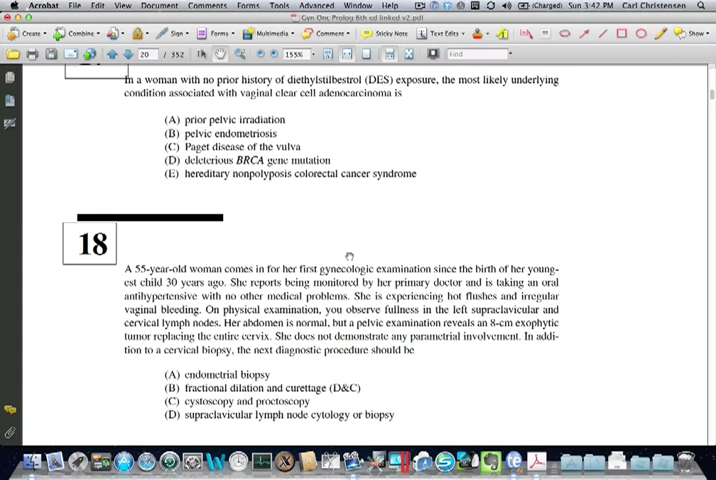 Acrobat File Edit View Document Comments Forms Tools Advanced Window Help (Charged) Sun 3:42 PM Carl Christensen
Gyn Onc Prolog 6th ed linked v2.pdf
Create Combine Sign Forms Multimedia Comment Sticky Note Text Edits Show
20 / 352 155% Find
In a woman with no prior history of diethylstilbestrol (DES) exposure, the most likely underlying
condition associated with vaginal clear cell adenocarcinoma is
(A) prior pelvic irradiation
(B) pelvic endometriosis
(C) Paget disease of the vulva
(D) deleterious BRCA gene mutation
(E) hereditary nonpolyposis colorectal cancer syndrome
18
A 55-year-old woman comes in for her first gynecologic examination since the birth of her young-
est child 30 years ago. She reports being monitored by her primary doctor and is taking an oral
antihypertensive with no other medical problems. She is experiencing hot flushes and irregular
vaginal bleeding. On physical examination, you observe fullness in the left supraclavicular and
cervical lymph nodes. Her abdomen is normal, but a pelvic examination reveals an 8-cm exophytic
tumor replacing the entire cervix. She does not demonstrate any parametrial involvement. In addi-
tion to a cervical biopsy, the next diagnostic procedure should be
(A) endometrial biopsy
(B) fractional dilation and curettage (D&C)
(C) cystoscopy and proctoscopy
(D) supraclavicular lymph node cytology or biopsy